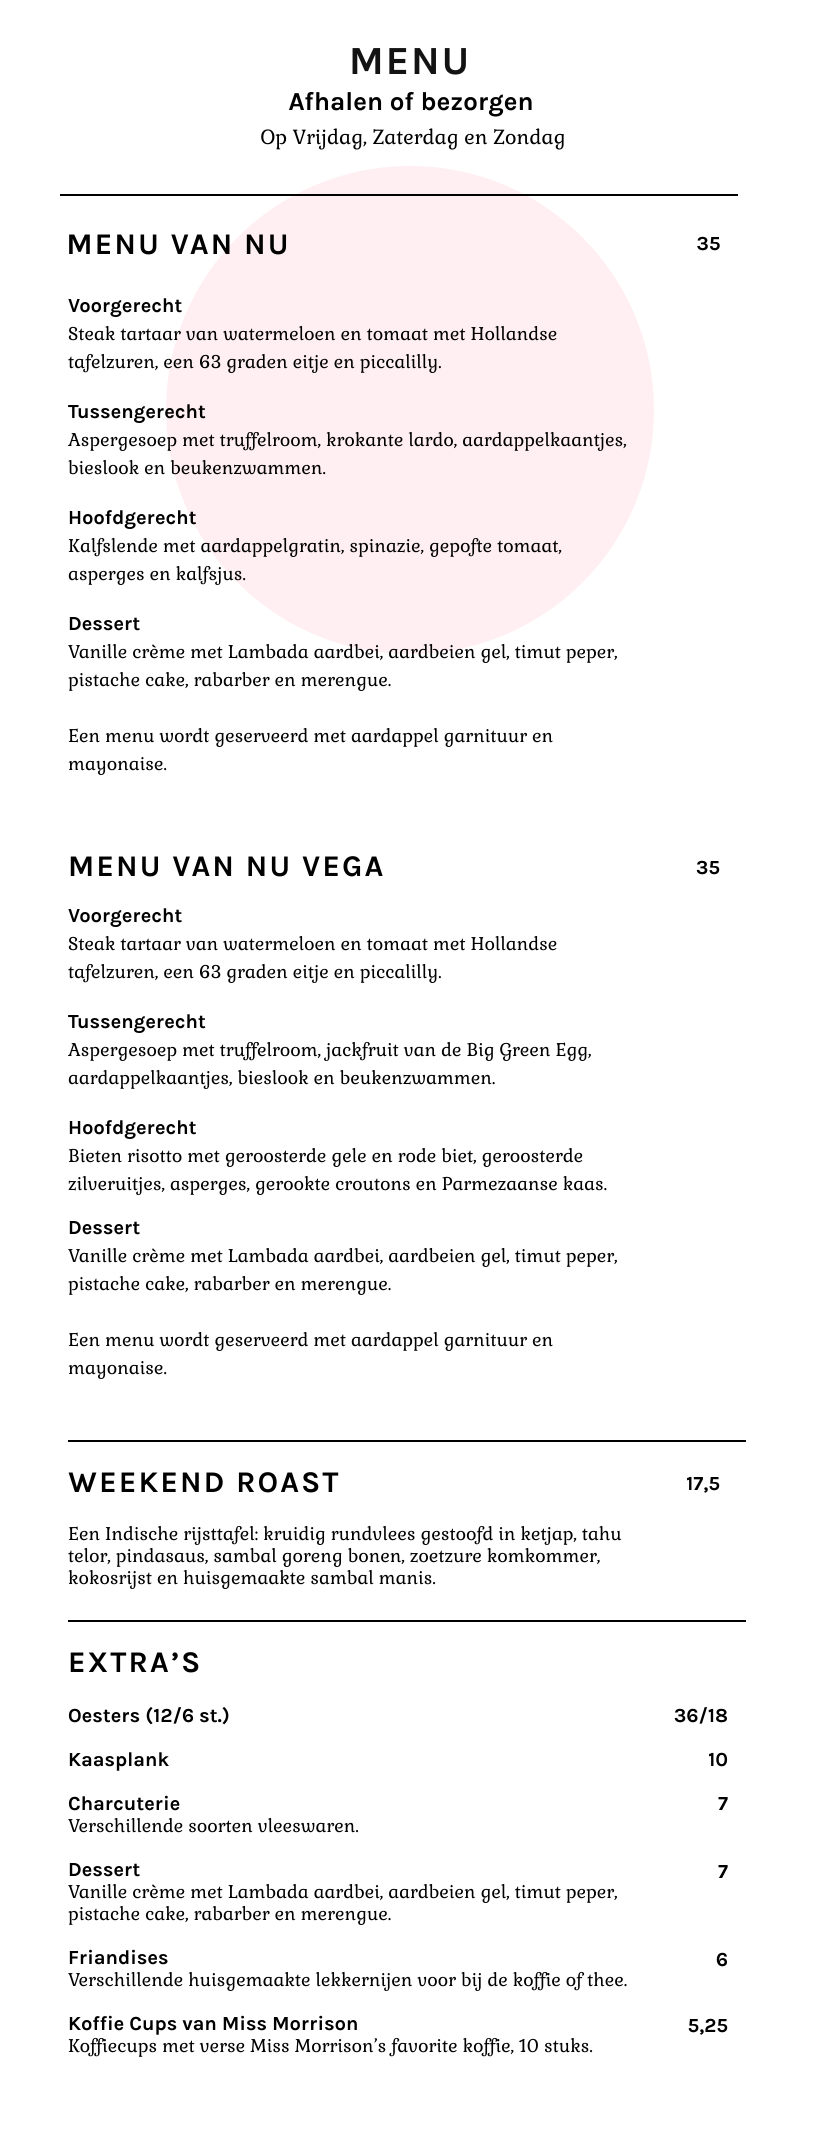 MENU
Afhalen of bezorgen
Op Vrijdag, Zaterdag en Zondag
MENU VAN NU 35
Voorgerecht
Steak tartaar van watermeloen en tomaat met Hollandse
tafelzuren, een 63 graden eitje en piccalilly.
Tussengerecht
Aspergesoep met truffelroom, krokante lardo, aardappelkaantjes,
bieslook en beukenzwammen.
Hoofdgerecht
Kalfslende met aardappelgratin, spinazie, gepofte tomaat,
asperges en kalfsjus.
Dessert
Vanille crème met Lambada aardbei, aardbeien gel, timut peper,
pistache cake, rabarber en merengue.
Een menu wordt geserveerd met aardappel garnituur en
mayonaise.
MENU VAN NU VEGA 35
Voorgerecht
Steak tartaar van watermeloen en tomaat met Hollandse
tafelzuren, een 63 graden eitje en piccalilly.
Tussengerecht
Aspergesoep met truffelroom, jackfruit van de Big Green Egg,
aardappelkaantjes, bieslook en beukenzwammen.
Hoofdgerecht
Bieten risotto met geroosterde gele en rode biet, geroosterde
zilveruitjes, asperges, gerookte croutons en Parmezaanse kaas.
Dessert
Vanille crème met Lambada aardbei, aardbeien gel, timut peper,
pistache cake, rabarber en merengue.
Een menu wordt geserveerd met aardappel garnituur en
mayonaise.
WEEKEND ROAST 17,5
Een Indische rijsttafel: kruidig rundvlees gestoofd in ketjap, tahu
telor, pindasaus, sambal goreng bonen, zoetzure komkommer,
kokosrijst en huisgemaakte sambal manis.
EXTRA’S
Oesters (12/6 st.) 36/18
Kaasplank 10
Charcuterie 7
Verschillende soorten vleeswaren.
Dessert 7
Vanille crème met Lambada aardbei, aardbeien gel, timut peper,
pistache cake, rabarber en merengue.
Friandises 6
Verschillende huisgemaakte lekkernijen voor bij de koffie of thee.
Koffie Cups van Miss Morrison 5,25
Koffiecups met verse Miss Morrison’s favorite koffie, 10 stuks.